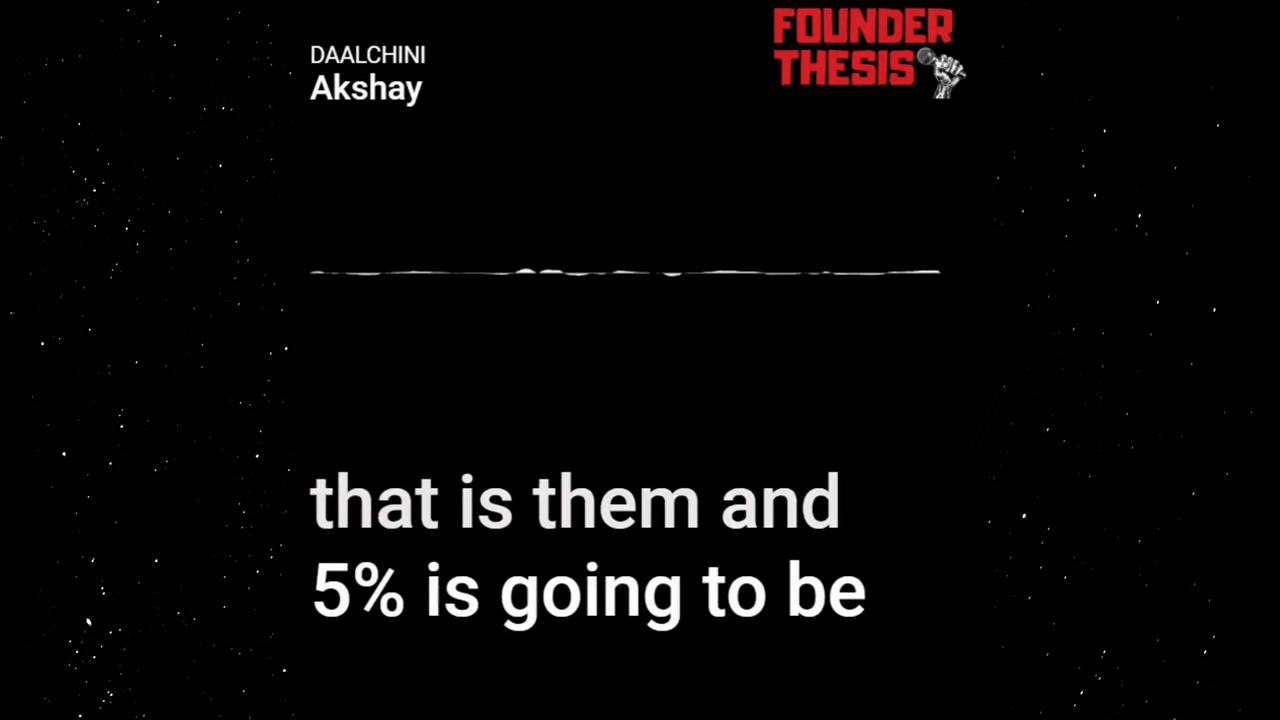 DAALCHINI
Akshay
FOUNDER
THESIS
that is them and
5% is going to be